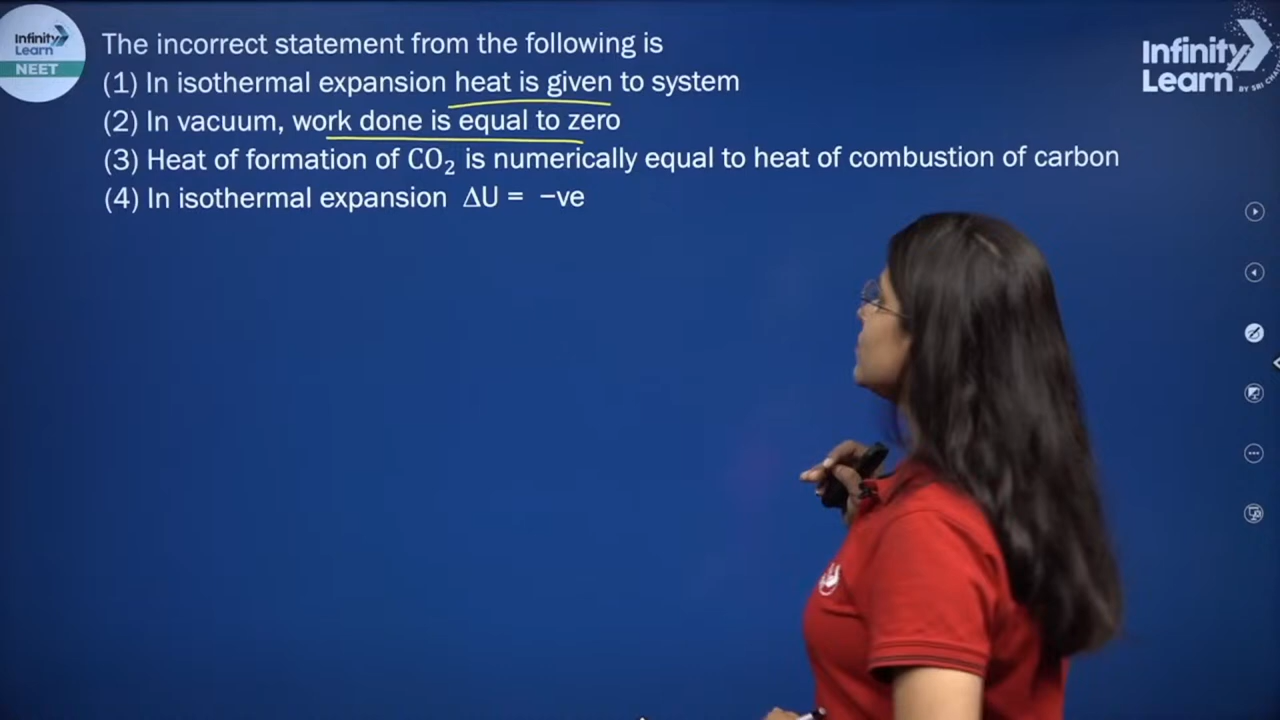 Infinity
Learn
NEET
The incorrect statement from the following is
(1) In isothermal expansion heat is given to system
(2) In vacuum, work done is equal to zero
(3) Heat of formation of CO₂ is numerically equal to heat of combustion of carbon
(4) In isothermal expansion ΔU = −ve
Infinity
Learn
BY SRI